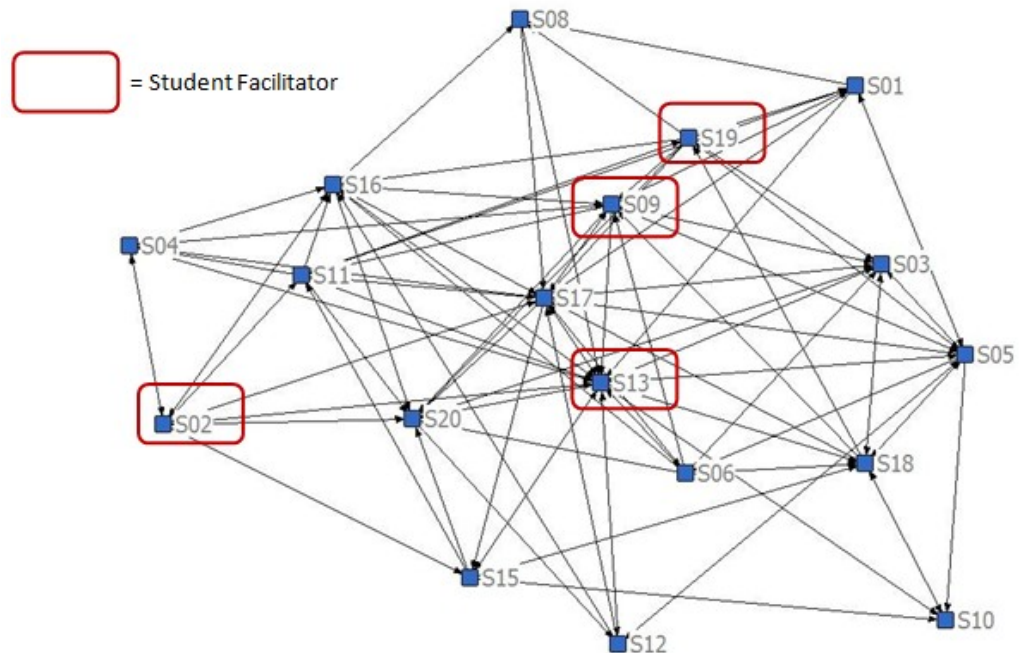 S08
= Student Facilitator
S01
S19
S16
S09
S04
S03
S11
S17
S05
S13
S02
S20
S18
S06
S15
S10
S12